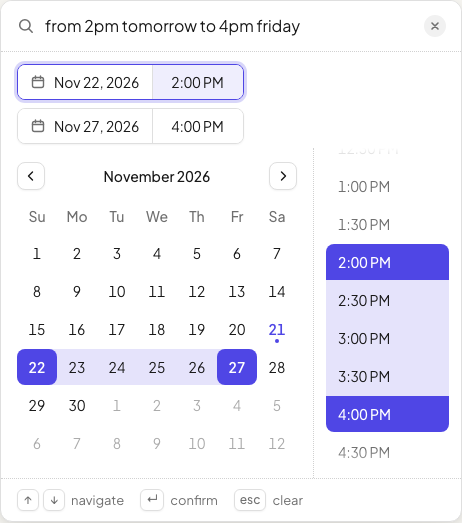 from 2pm tomorrow to 4pm friday
Nov 22, 2026 2:00 PM
Nov 27, 2026 4:00 PM
November 2026
Su Mo Tu We Th Fr Sa
1 2 3 4 5 6 7
8 9 10 11 12 13 14
15 16 17 18 19 20 21
22 23 24 25 26 27 28
29 30 1 2 3 4 5
6 7 8 9 10 11 12
12:30 PM
1:00 PM
1:30 PM
2:00 PM
2:30 PM
3:00 PM
3:30 PM
4:00 PM
4:30 PM
navigate confirm esc clear